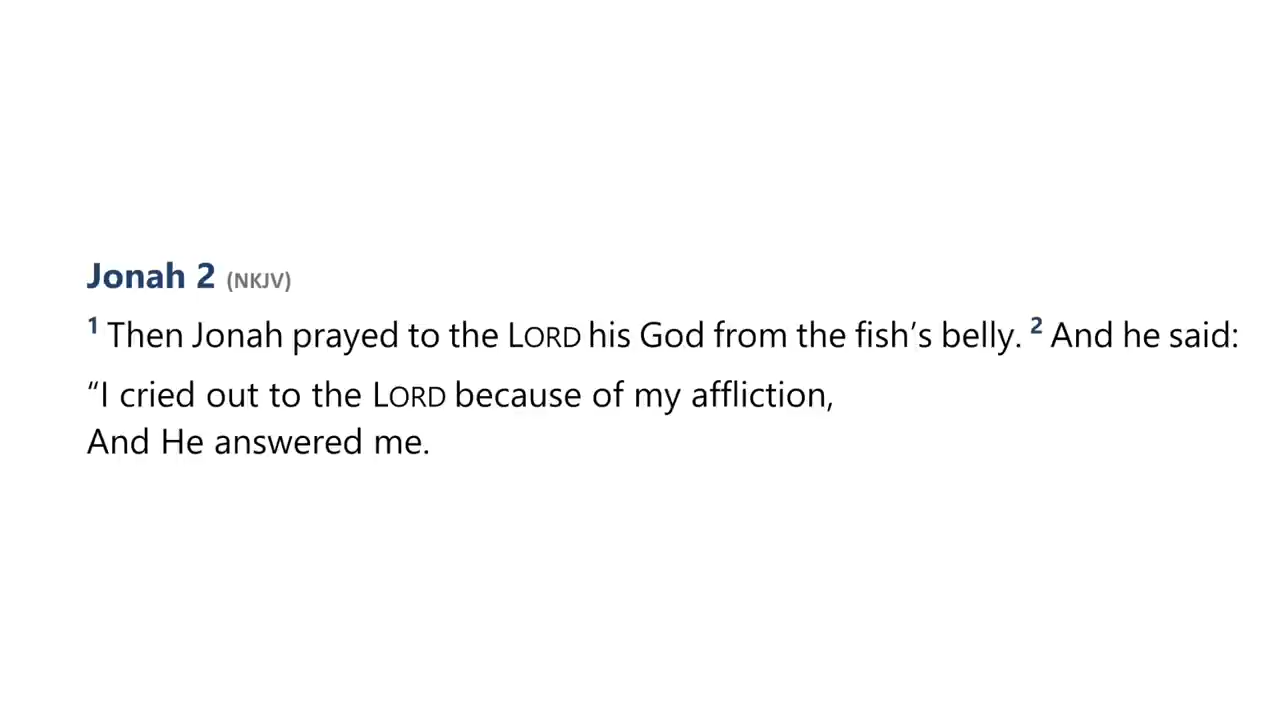 Jonah 2 (NKJV)
1 Then Jonah prayed to the LORD his God from the fish’s belly. 2 And he said:
“I cried out to the LORD because of my affliction,
And He answered me.